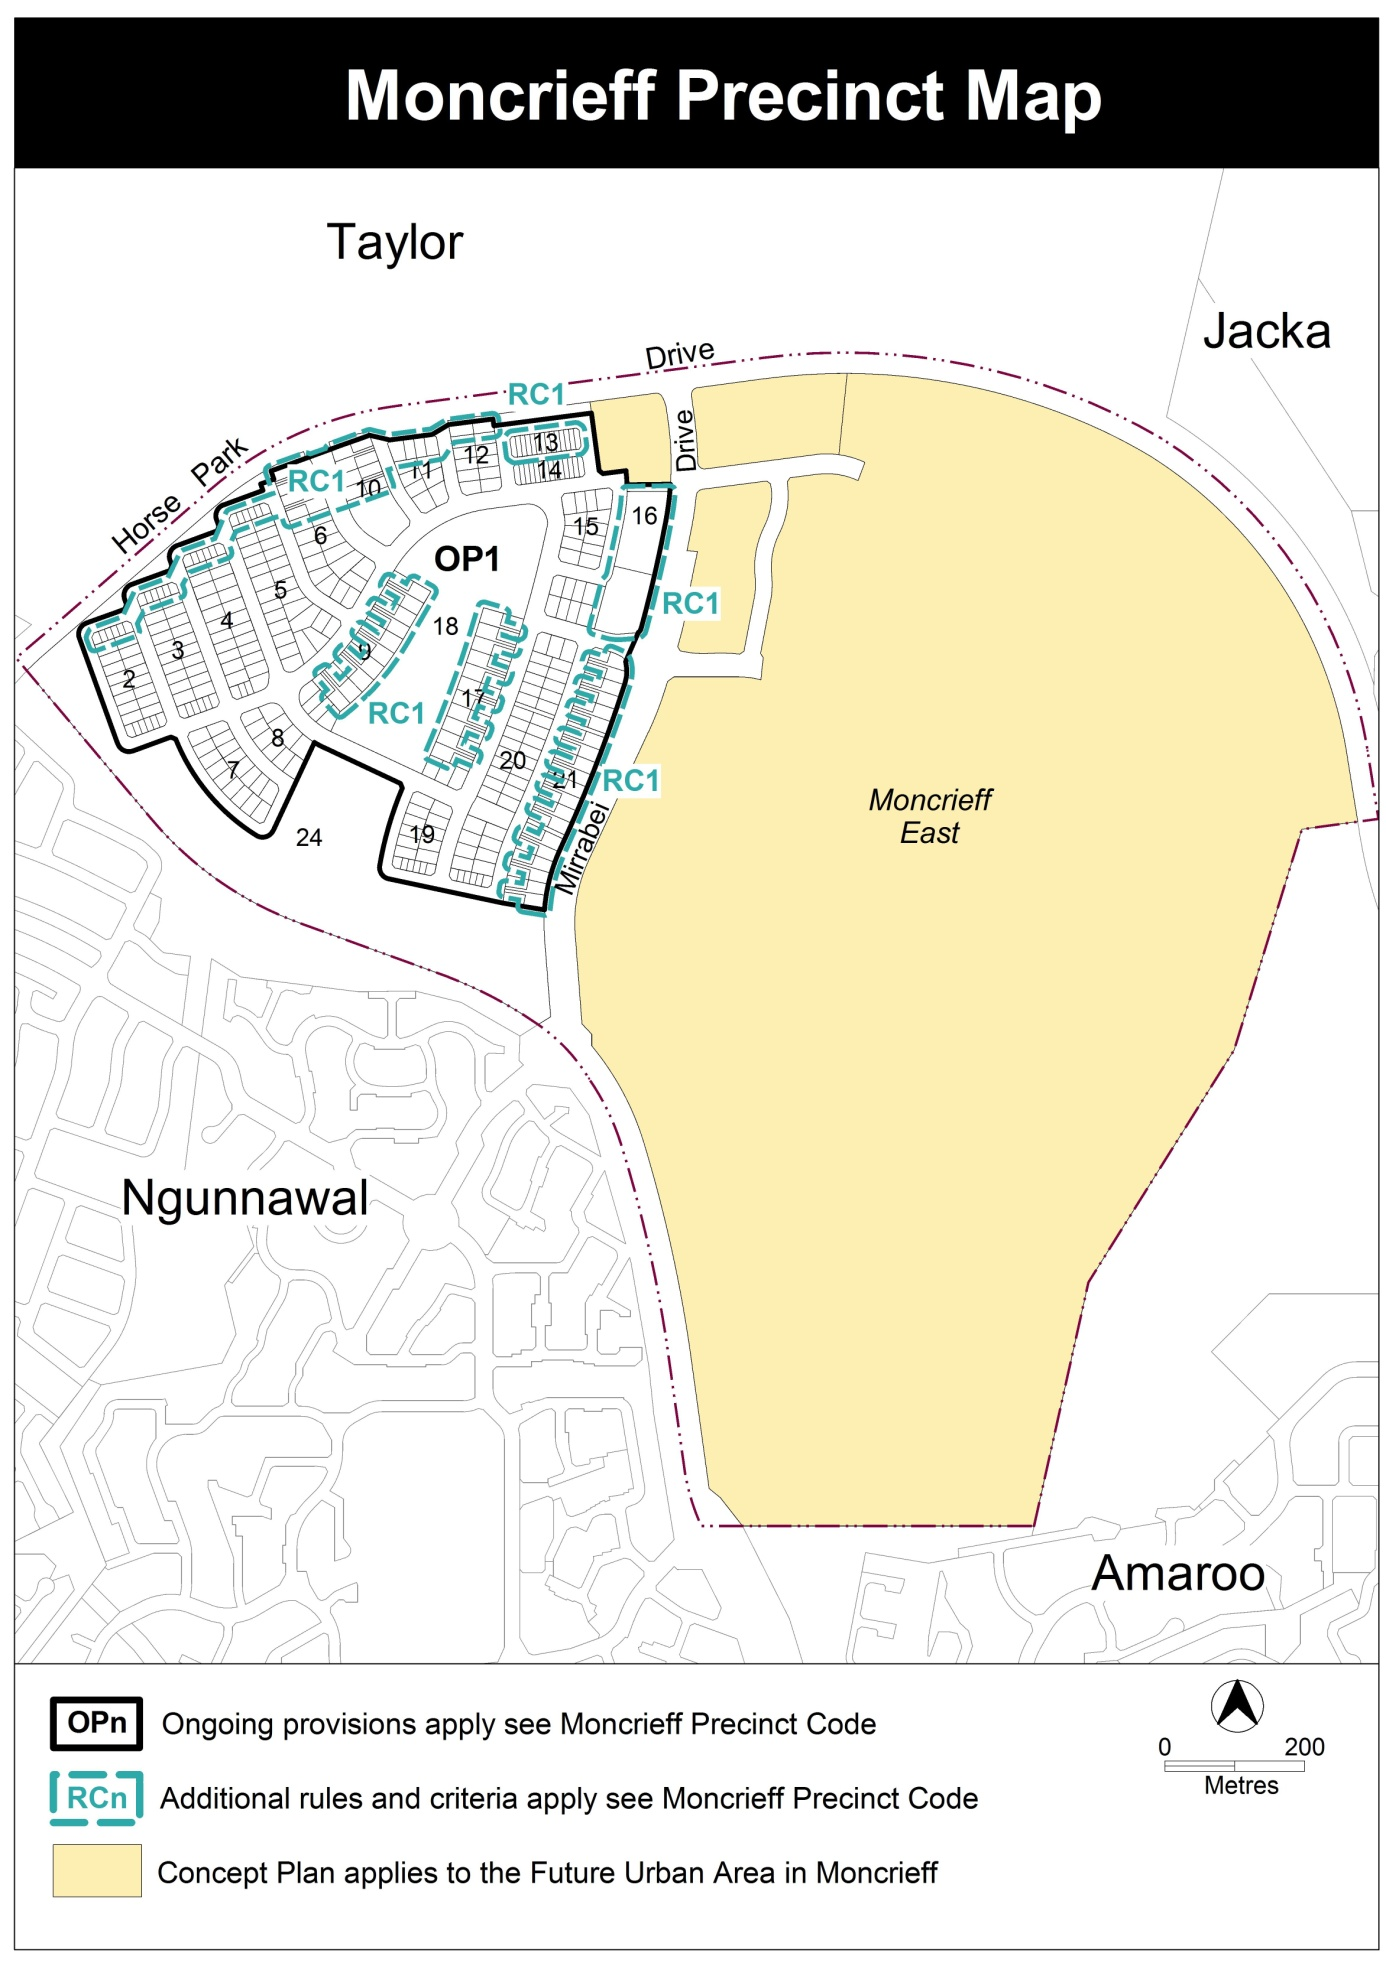 Moncrieff Precinct Map
Taylor
Jacka
Drive
RC1
Horse Park
Drive
13
12
11
14
RC1
10
16
15
6
OP1
5
RC1
4
18
3
9
2
17
RC1
8
20
7
21
RC1
Moncrieff
East
19
24
Mirrabei
Ngunnawal
Amaroo
OPn Ongoing provisions apply see Moncrieff Precinct Code
RCn Additional rules and criteria apply see Moncrieff Precinct Code
Concept Plan applies to the Future Urban Area in Moncrieff
0 200
Metres